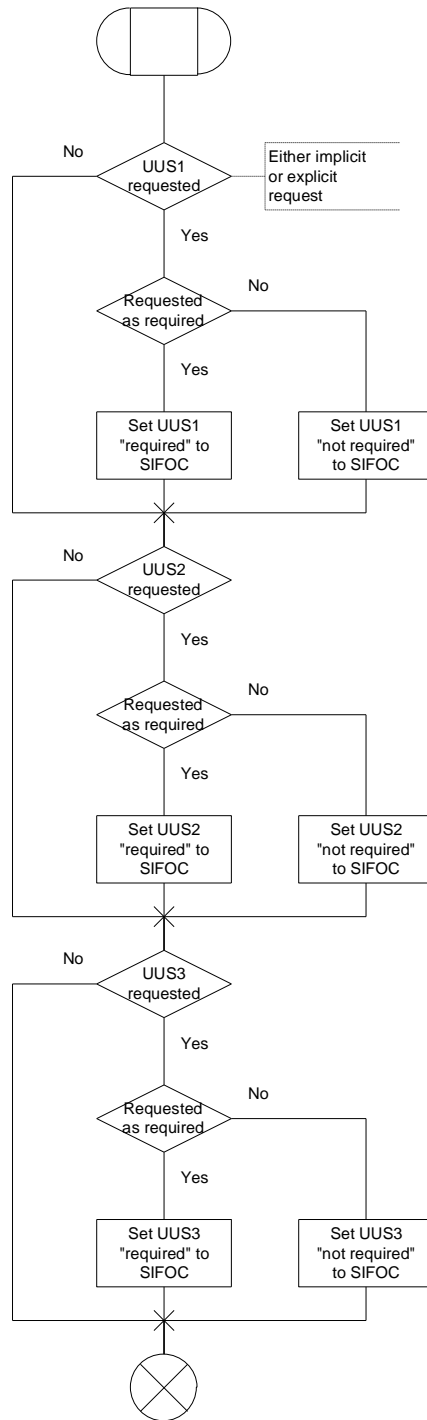 No
UUS1
requested
Either implicit
or explicit
request
Yes
Requested
as required
No
Yes
Set UUS1
"required" to
SIFOC
Set UUS1
"not required"
to SIFOC
No
UUS2
requested
Yes
Requested
as required
No
Yes
Set UUS2
"required" to
SIFOC
Set UUS2
"not required"
to SIFOC
No
UUS3
requested
Yes
Requested
as required
No
Yes
Set UUS3
"required" to
SIFOC
Set UUS3
"not required"
to SIFOC